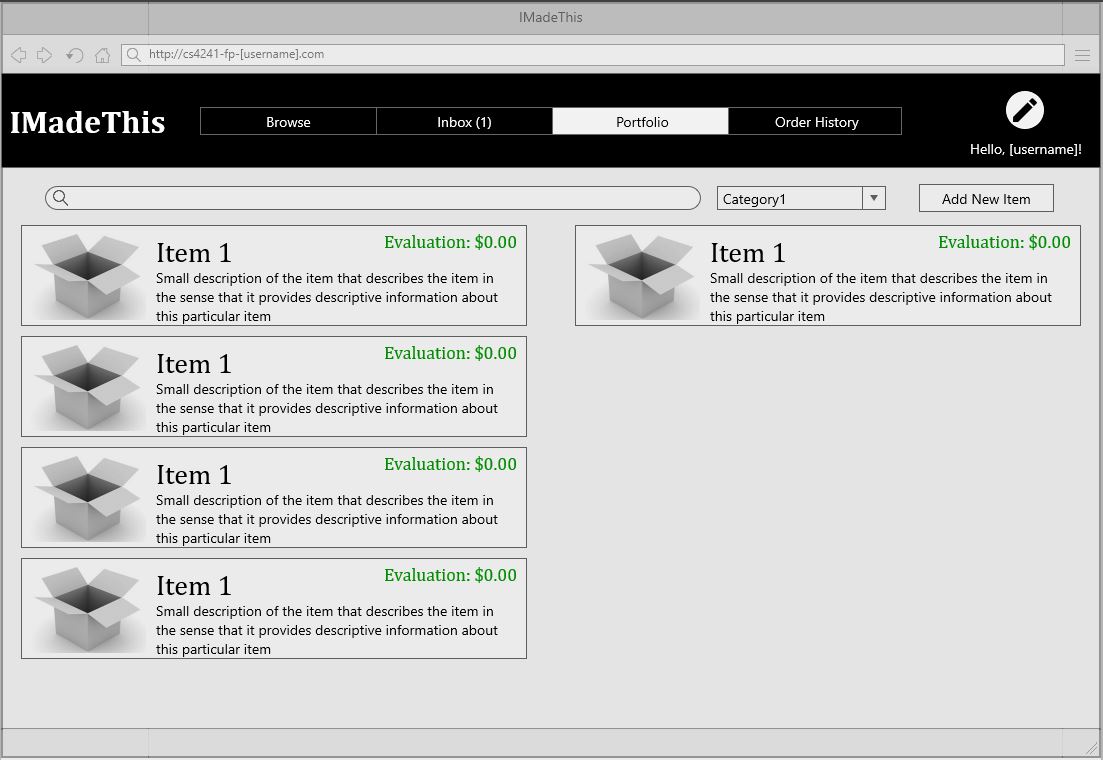 IMadeThis
http://cs4241-fp-[username].com
IMadeThis
Browse
Inbox (1)
Portfolio
Order History
Hello, [username]!
Category1
Add New Item
Evaluation: $0.00
Item 1
Small description of the item that describes the item in
the sense that it provides descriptive information about
this particular item
Evaluation: $0.00
Item 1
Small description of the item that describes the item in
the sense that it provides descriptive information about
this particular item
Evaluation: $0.00
Item 1
Small description of the item that describes the item in
the sense that it provides descriptive information about
this particular item
Evaluation: $0.00
Item 1
Small description of the item that describes the item in
the sense that it provides descriptive information about
this particular item
Evaluation: $0.00
Item 1
Small description of the item that describes the item in
the sense that it provides descriptive information about
this particular item